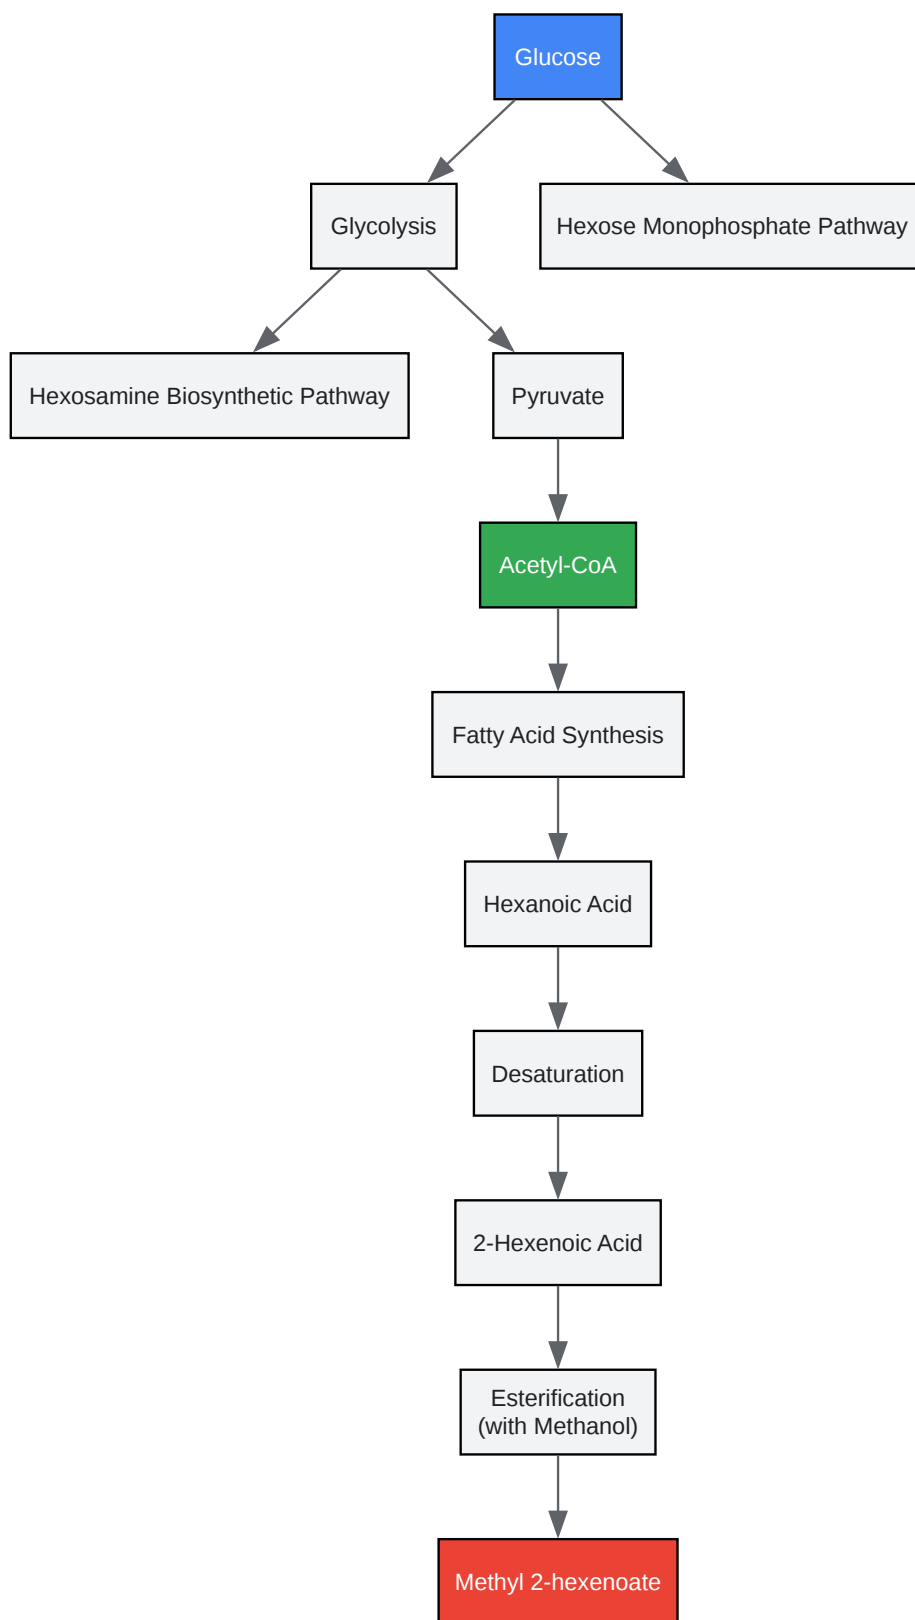 Glucose
Glycolysis
Hexose Monophosphate Pathway
Hexosamine Biosynthetic Pathway
Pyruvate
Acetyl-CoA
Fatty Acid Synthesis
Hexanoic Acid
Desaturation
2-Hexenoic Acid
Esterification
(with Methanol)
Methyl 2-hexenoate